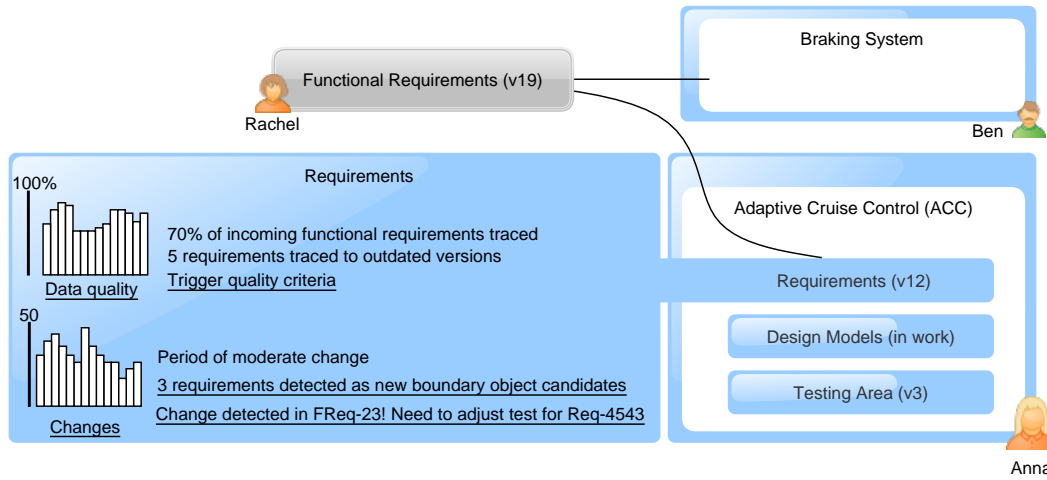 Braking System
Functional Requirements (v19)
Rachel
Ben
Requirements
100%
70% of incoming functional requirements traced
5 requirements traced to outdated versions
Trigger quality criteria
Data quality
50
Period of moderate change
3 requirements detected as new boundary object candidates
Change detected in FReq-23! Need to adjust test for Req-4543
Changes
Adaptive Cruise Control (ACC)
Requirements (v12)
Design Models (in work)
Testing Area (v3)
Anna